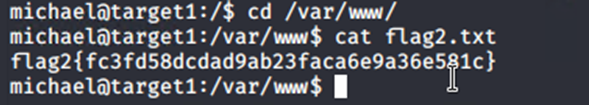 michael@target1:/$ cd /var/www/
michael@target1:/var/www$ cat flag2.txt
flag2{fc3fd58dcdad9ab23faca6e9a36e581c}
michael@target1:/var/www$